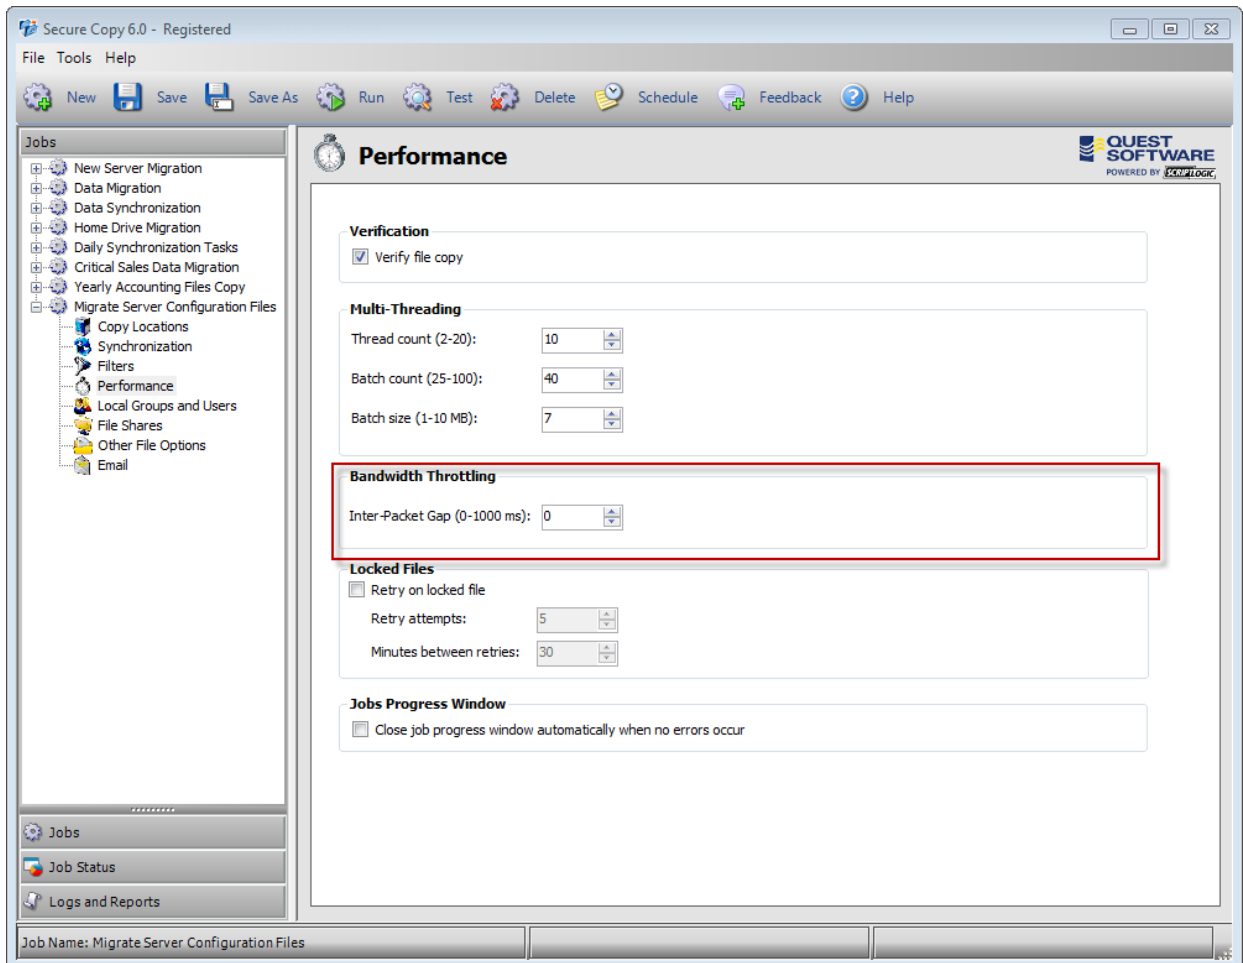 Secure Copy 6.0 - Registered
File Tools Help
New Save Save As Run Test Delete Schedule Feedback Help
Jobs
New Server Migration
Data Migration
Data Synchronization
Home Drive Migration
Daily Synchronization Tasks
Critical Sales Data Migration
Yearly Accounting Files Copy
Migrate Server Configuration Files
Copy Locations
Synchronization
Filters
Performance
Local Groups and Users
File Shares
Other File Options
Email
Jobs
Job Status
Logs and Reports
Performance
QUEST
SOFTWARE
POWERED BY SCRIPTLOGIC
Verification
Verify file copy
Multi-Threading
Thread count (2-20): 10
Batch count (25-100): 40
Batch size (1-10 MB): 7
Bandwidth Throttling
Inter-Packet Gap (0-1000 ms): 0
Locked Files
Retry on locked file
Retry attempts: 5
Minutes between retries: 30
Jobs Progress Window
Close job progress window automatically when no errors occur
Job Name: Migrate Server Configuration Files